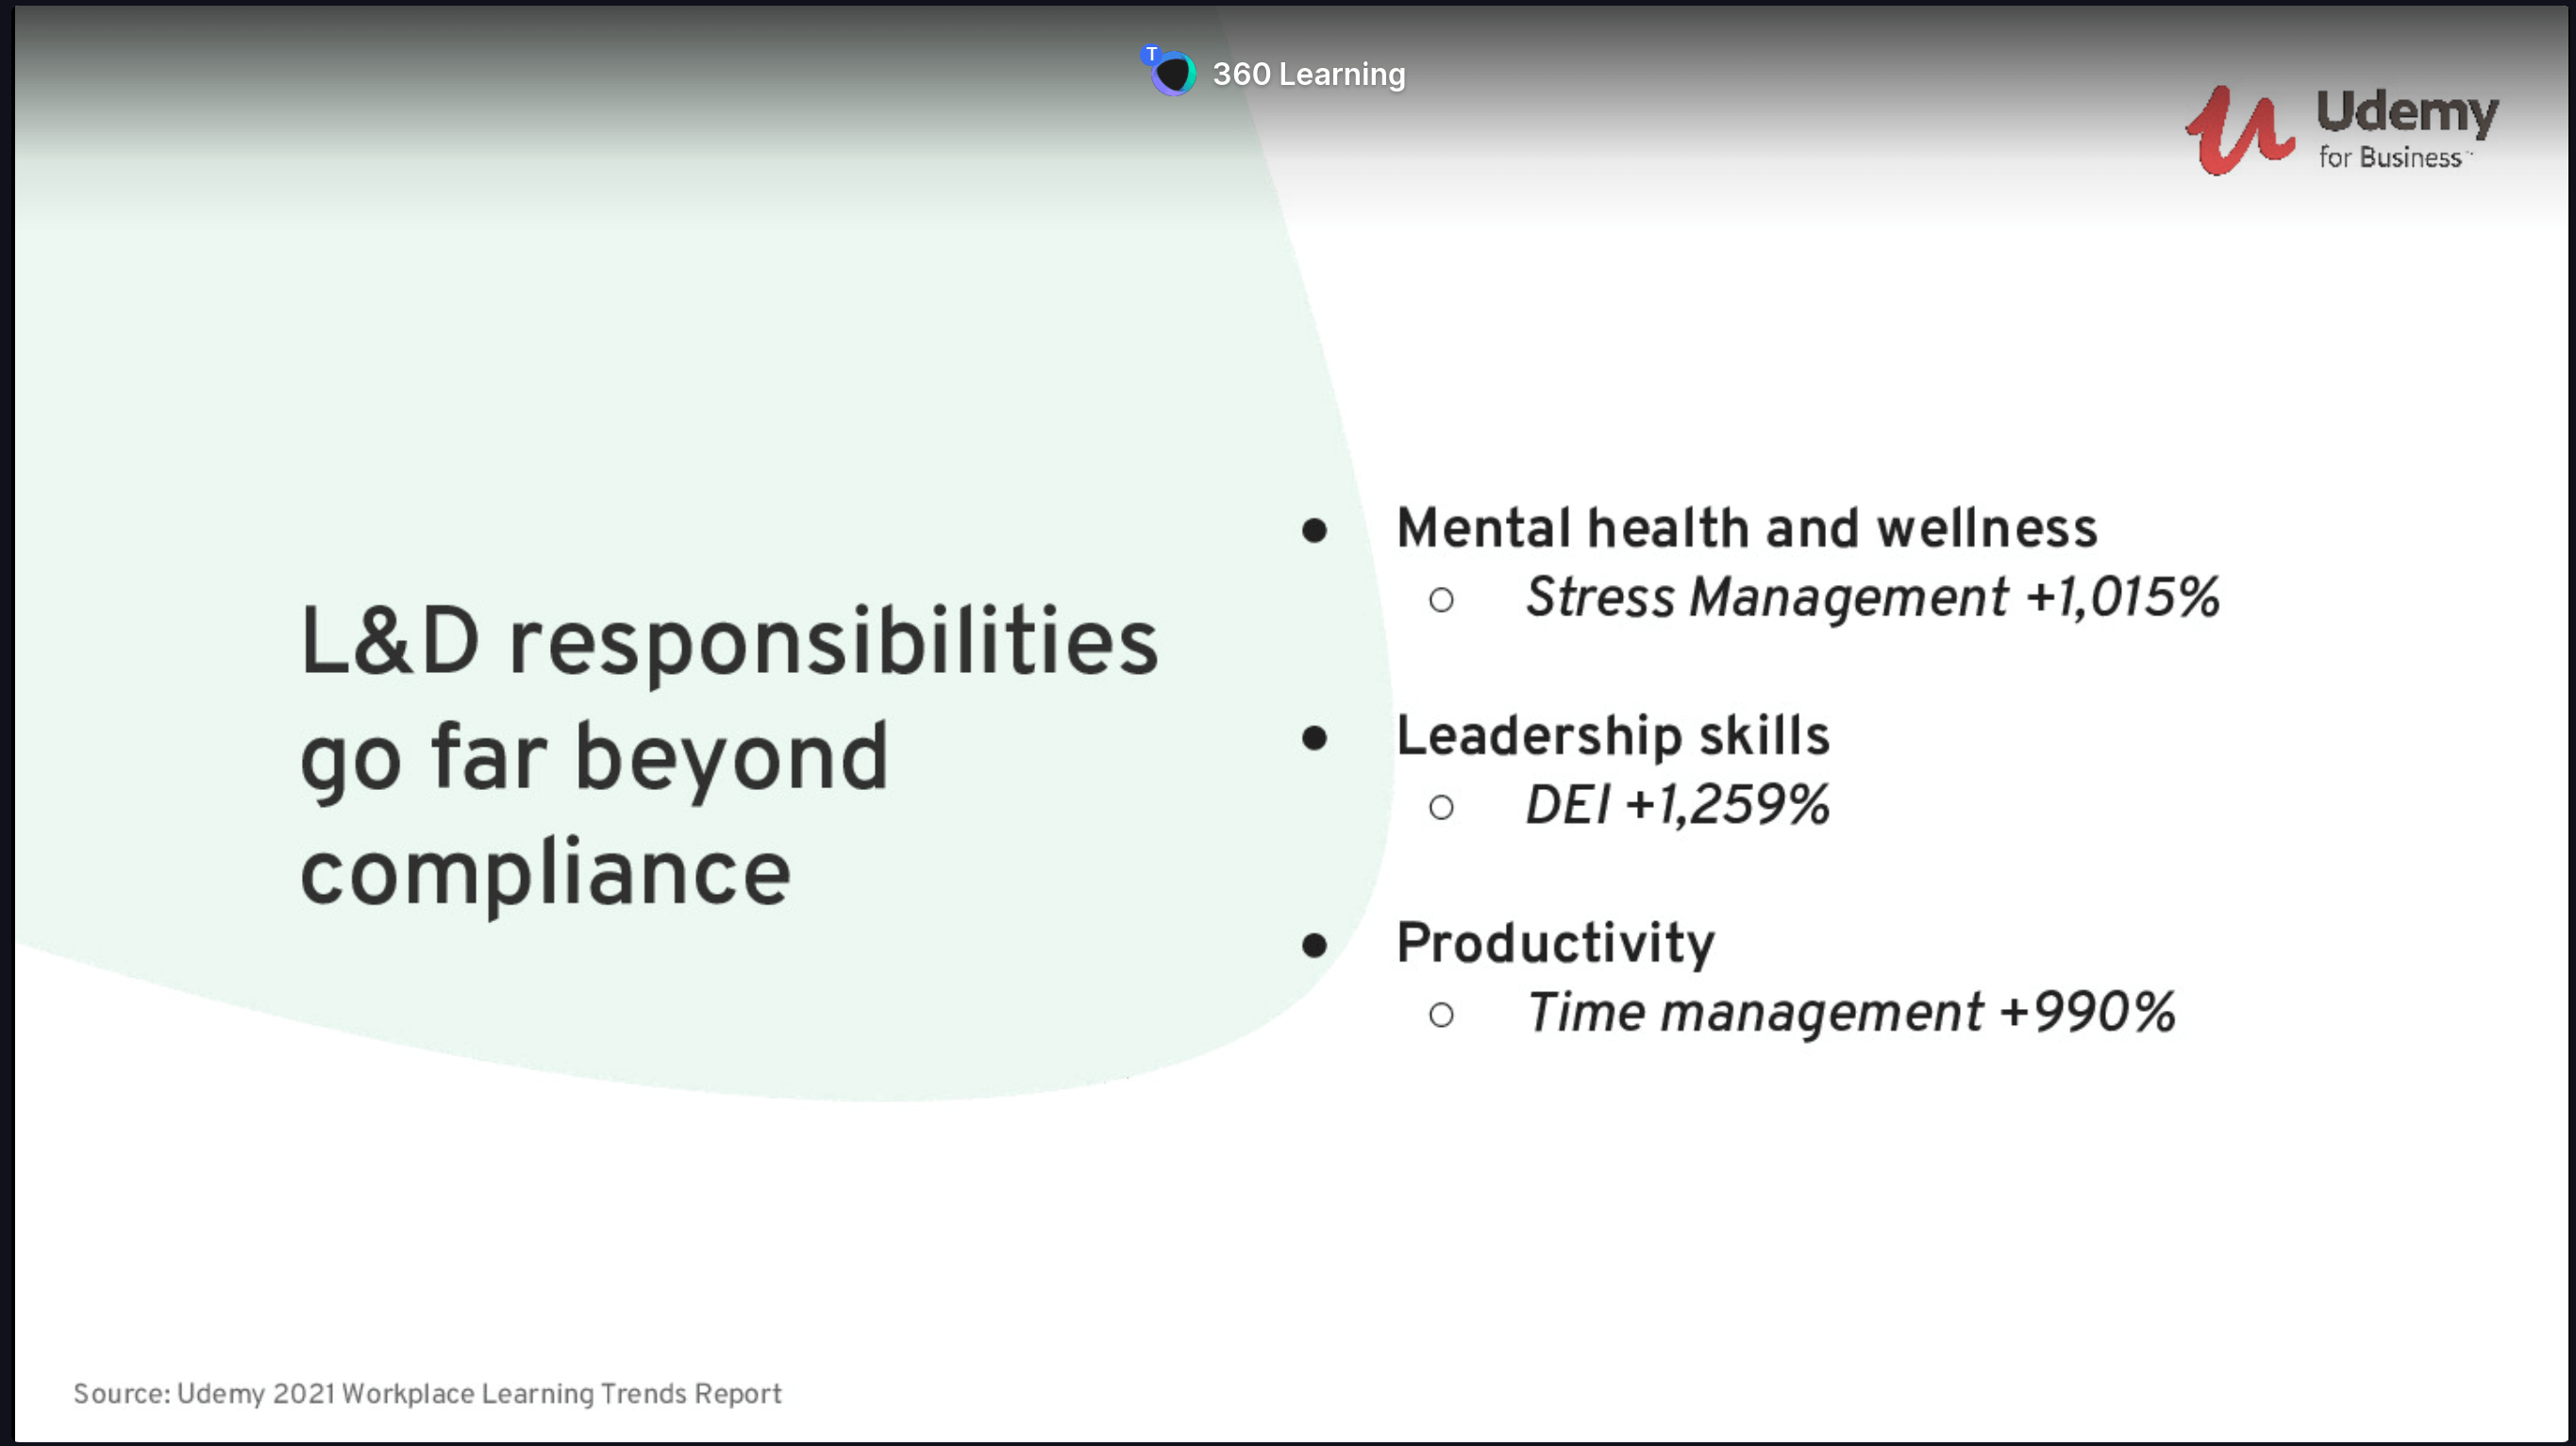 T
360 Learning
Udemy
for Business
L&D responsibilities
go far beyond
compliance
● Mental health and wellness
○ Stress Management +1,015%
● Leadership skills
○ DEI +1,259%
● Productivity
○ Time management +990%
Source: Udemy 2021 Workplace Learning Trends Report